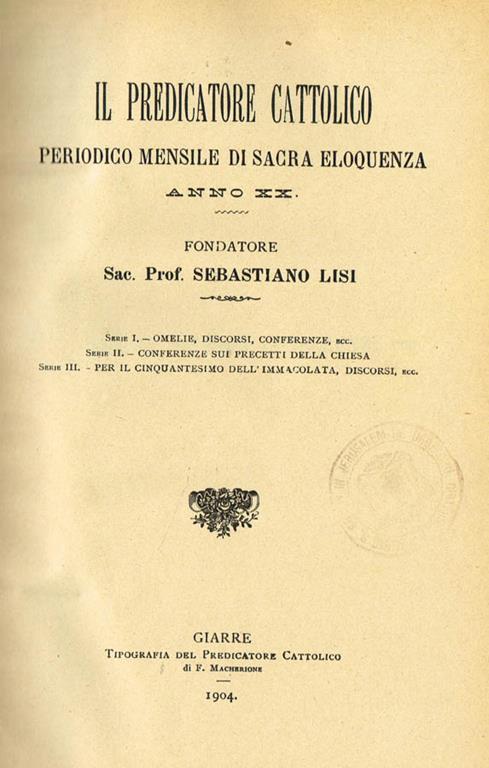 IL PREDICATORE CATTOLICO
PERIODICO MENSILE DI SACRA ELOQUENZA
ANNO XX.
FONDATORE
Sac. Prof. SEBASTIANO LISI
SERIE I. — OMELIE, DISCORSI, CONFERENZE, ECC.
SERIE II. — CONFERENZE SUI PRECETTI DELLA CHIESA
SERIE III. - PER IL CINQUANTESIMO DELL'IMMACOLATA, DISCORSI, ECC.
JERUSALEM
GIARRE
TIPOGRAFIA DEL PREDICATORE CATTOLICO
di F. MACHERIONE
1904.